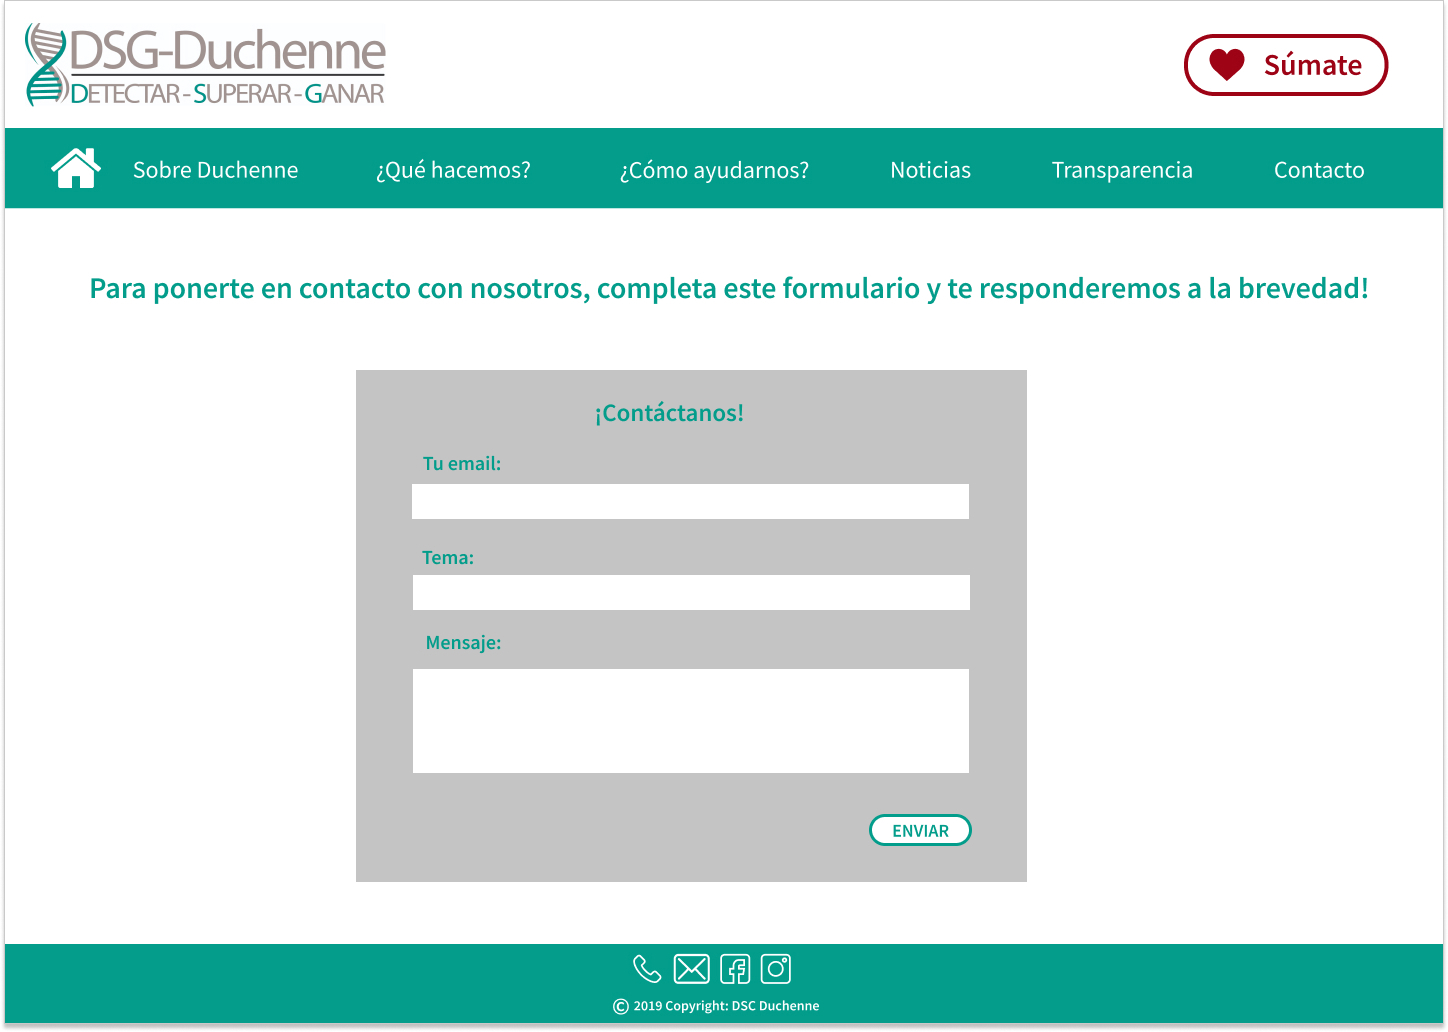 DSG-Duchenne
DETECTAR - SUPERAR - GANAR
Súmate
Sobre Duchenne
¿Qué hacemos?
¿Cómo ayudarnos?
Noticias
Transparencia
Contacto
Para ponerte en contacto con nosotros, completa este formulario y te responderemos a la brevedad!
¡Contáctanos!
Tu email:
Tema:
Mensaje:
ENVIAR
© 2019 Copyright: DSC Duchenne